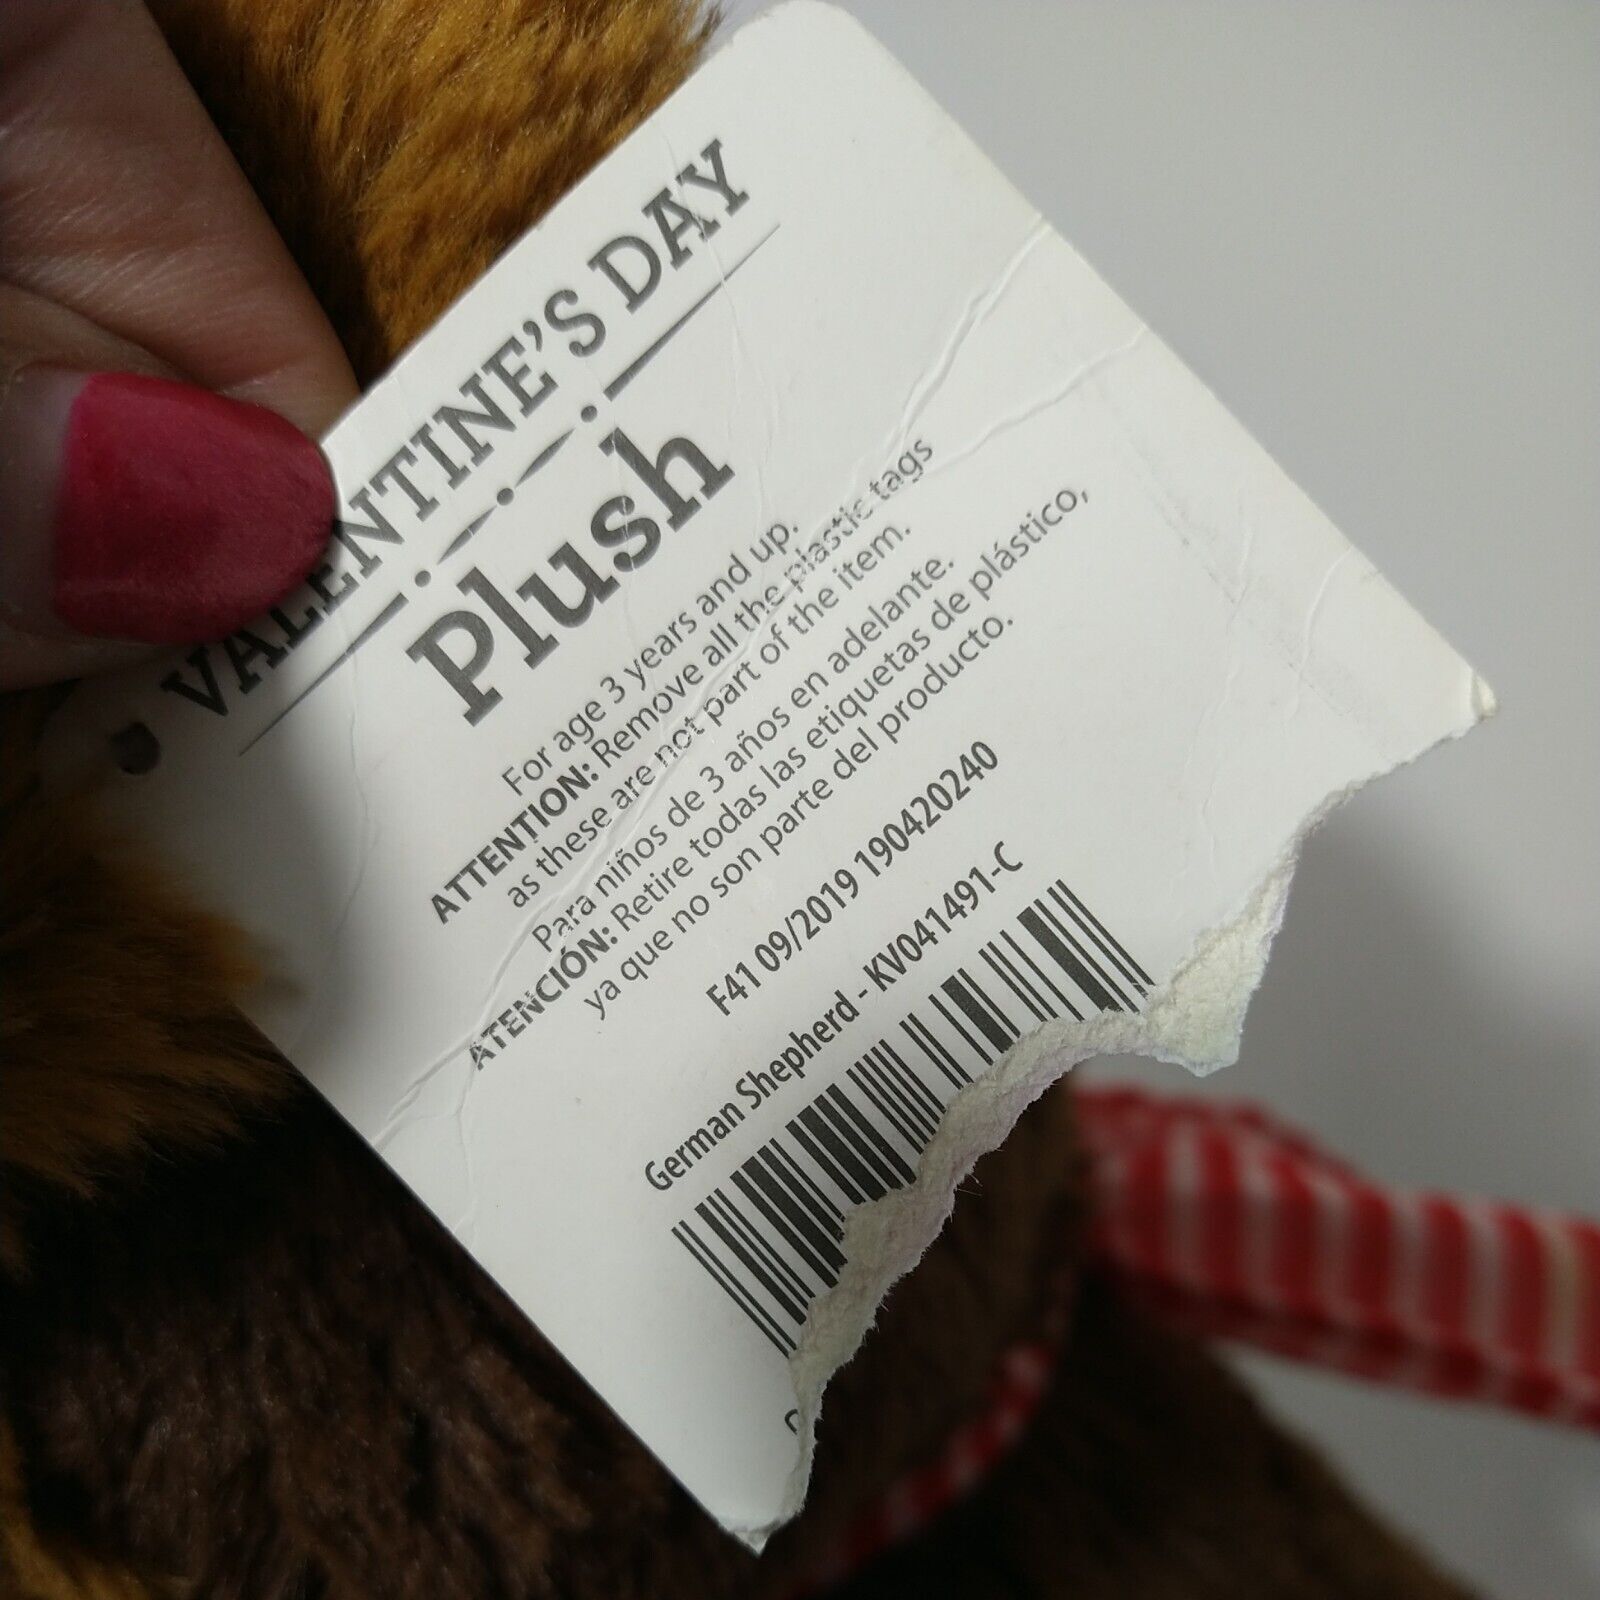 VALENTINE'S DAY
Plush
For age 3 years and up.
ATTENTION: Remove all the plastic tags
as these are not part of the item.
Para niños de 3 años en adelante.
ATENCIÓN: Retire todas las etiquetas de plástico,
ya que no son parte del producto.
F41 09/2019 190420240
German Shepherd - KV041491-C